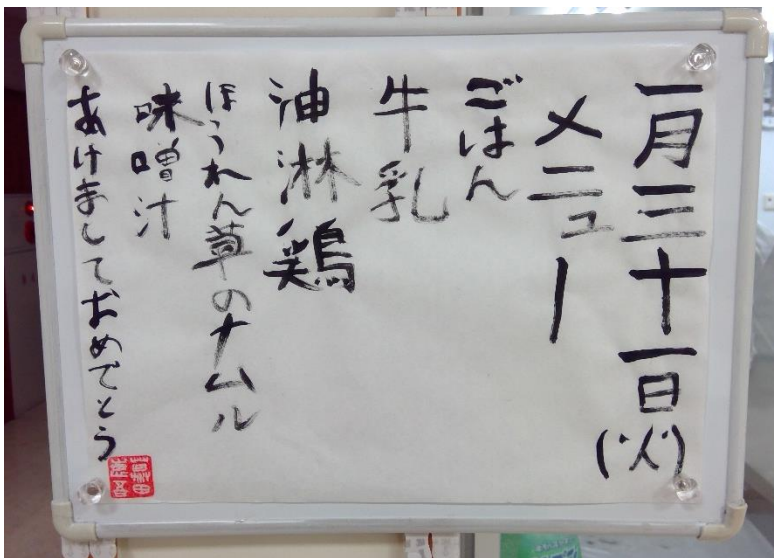 一月三十一日(火)
メニュー
ごはん
牛乳
油淋鶏
ほうれん草のナムル
味噌汁
あけましておめでとう